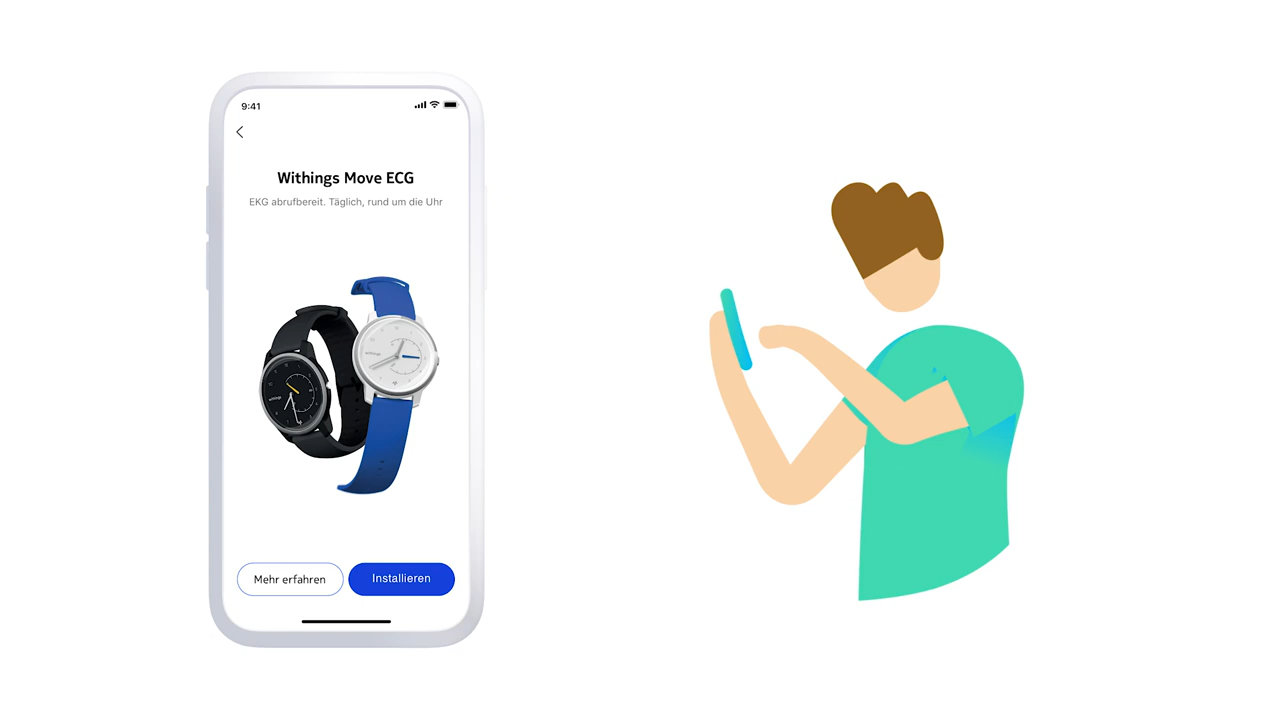 9:41
Withings Move ECG
EKG abrufbereit. Täglich, rund um die Uhr
Mehr erfahren
Installieren